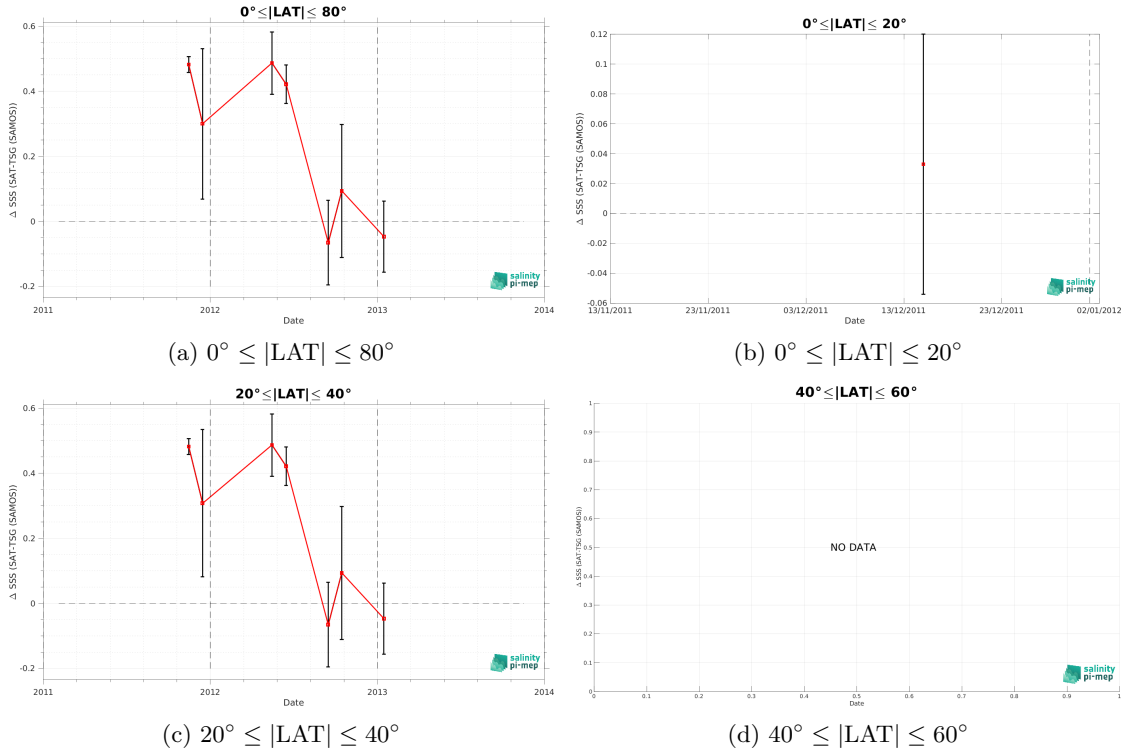 0°≤|LAT|≤ 80°
Δ SSS (SAT-TSG (SAMOS))
0.6
0.4
0.2
0
-0.2
2011
2012
2013
2014
Date
salinity
pi-mep
(a) 0° ≤ |LAT| ≤ 80°
0°≤|LAT|≤ 20°
Δ SSS (SAT-TSG (SAMOS))
0.12
0.1
0.08
0.06
0.04
0.02
0
-0.02
-0.04
-0.06
13/11/2011
23/11/2011
03/12/2011
13/12/2011
23/12/2011
02/01/2012
Date
salinity
pi-mep
(b) 0° ≤ |LAT| ≤ 20°
20°≤|LAT|≤ 40°
Δ SSS (SAT-TSG (SAMOS))
0.6
0.4
0.2
0
-0.2
2011
2012
2013
2014
Date
salinity
pi-mep
(c) 20° ≤ |LAT| ≤ 40°
40°≤|LAT|≤ 60°
Δ SSS (SAT-TSG (SAMOS))
1
0.9
0.8
0.7
0.6
0.5
0.4
0.3
0.2
0.1
0
NO DATA
0
0.1
0.2
0.3
0.4
0.5
0.6
0.7
0.8
0.9
1
Date
salinity
pi-mep
(d) 40° ≤ |LAT| ≤ 60°